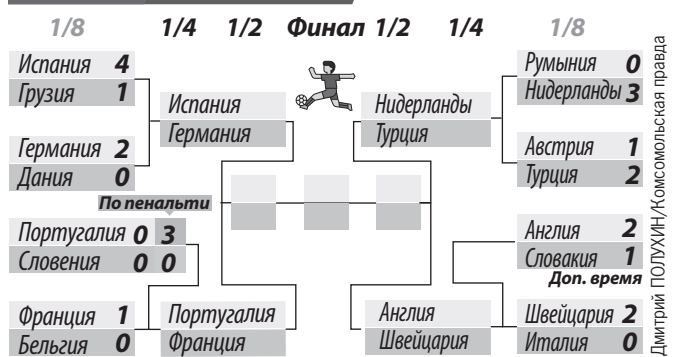 1/8 1/4 1/2 Финал 1/2 1/4 1/8
Испания 4
Грузия 1
Германия 2
Дания 0
По пенальти
Португалия 0 3
Словения 0 0
Франция 1
Бельгия 0
Испания
Германия
Португалия
Франция
Нидерланды
Турция
Англия
Швейцария
Румыния 0
Нидерланды 3
Австрия 1
Турция 2
Англия 2
Словакия 1
Доп. время
Швейцария 2
Италия 0
Дмитрий ПОЛУХИН/Комсомольская правда